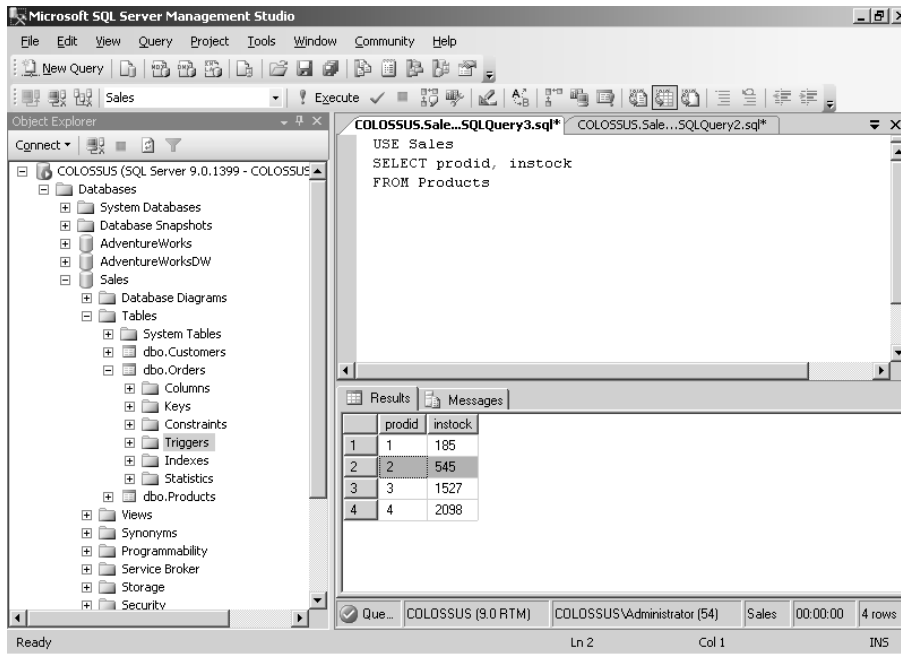 Microsoft SQL Server Management Studio
File Edit View Query Project Tools Window Community Help
New Query
Sales Execute
Object Explorer
Connect
COLOSSUS (SQL Server 9.0.1399 - COLOSSUS
Databases
System Databases
Database Snapshots
AdventureWorks
AdventureWorksDW
Sales
Database Diagrams
Tables
System Tables
dbo.Customers
dbo.Orders
Columns
Keys
Constraints
Triggers
Indexes
Statistics
dbo.Products
Views
Synonyms
Programmability
Service Broker
Storage
Security
COLOSSUS.Sale...SQLQuery3.sql* COLOSSUS.Sale...SQLQuery2.sql*
USE Sales
SELECT prodid, instock
FROM Products
Results Messages
prodid instock
1 1 185
2 2 545
3 3 1527
4 4 2098
Que... COLOSSUS (9.0 RTM) COLOSSUS\Administrator (54) Sales 00:00:00 4 rows
Ready Ln 2 Col 1 INS